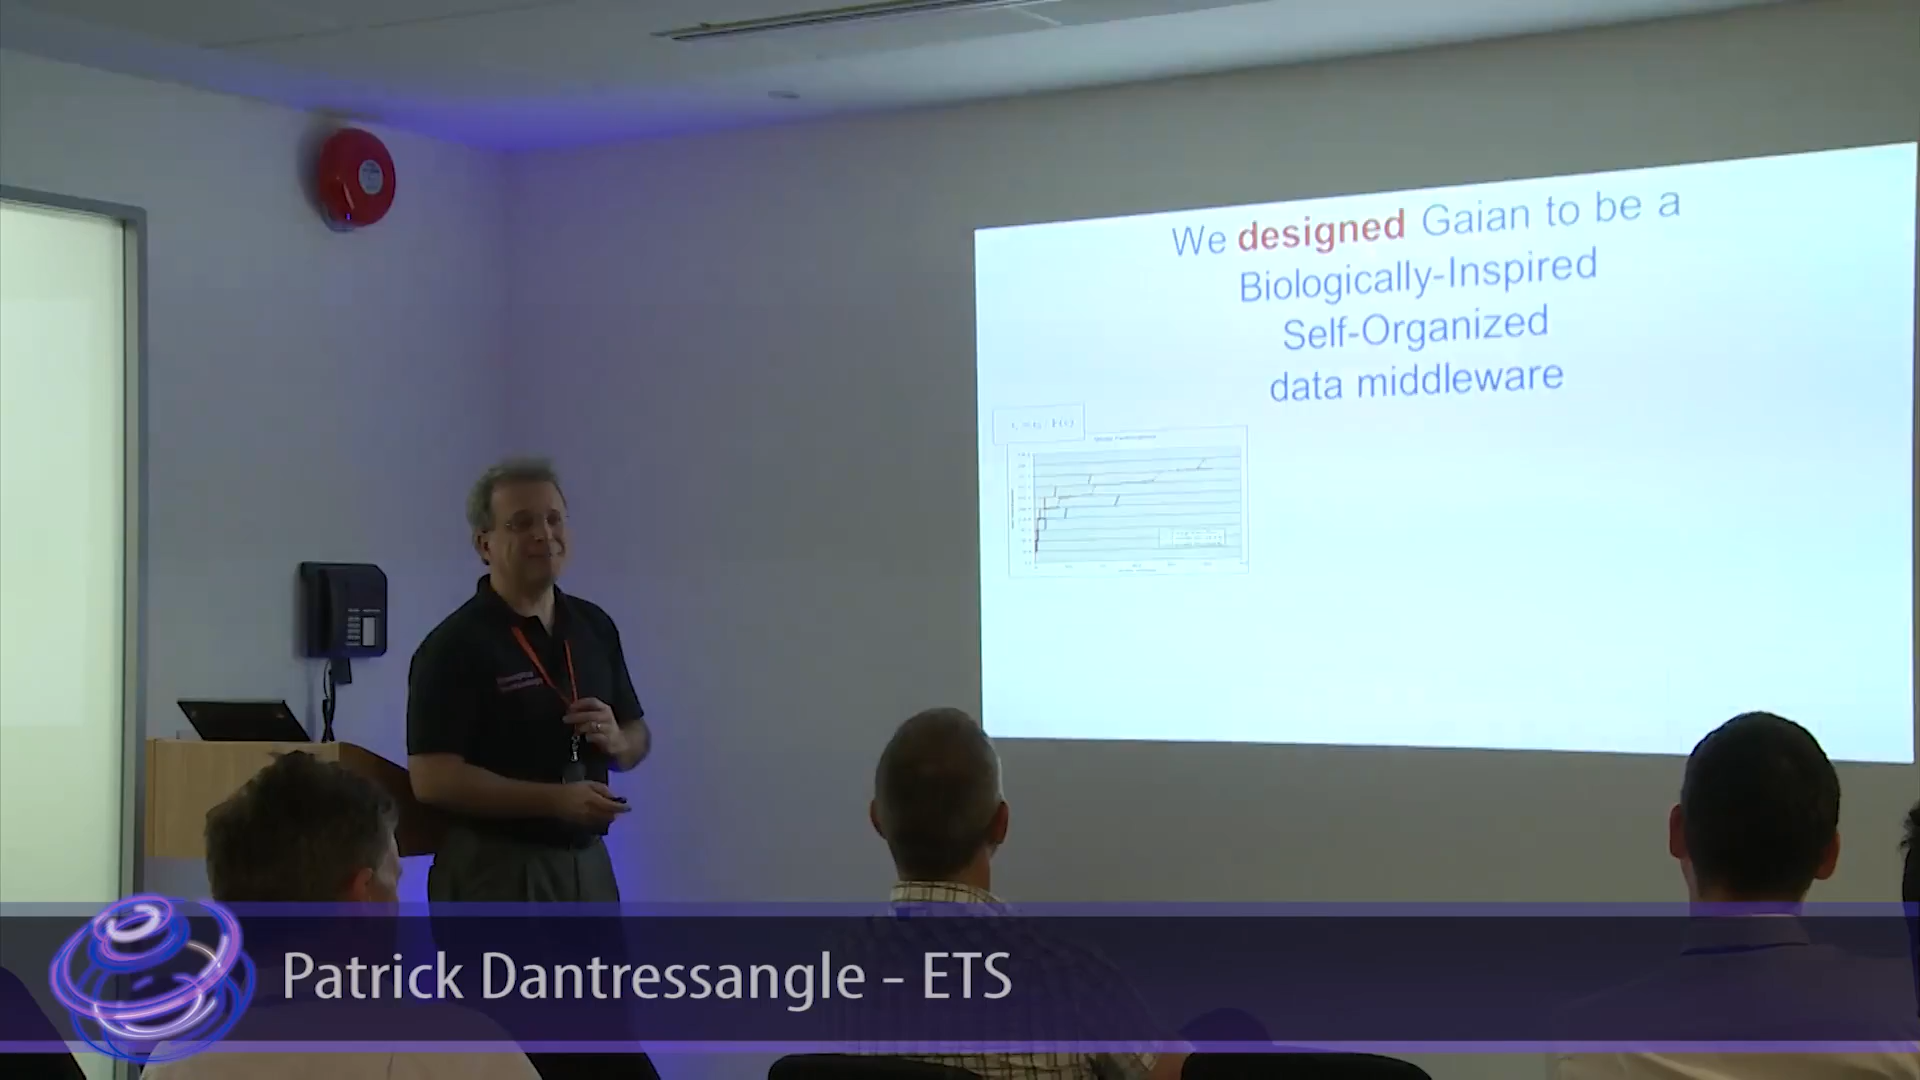 We designed Gaian to be a
Biologically-Inspired
Self-Organized
data middleware
Patrick Dantressangle - ETS